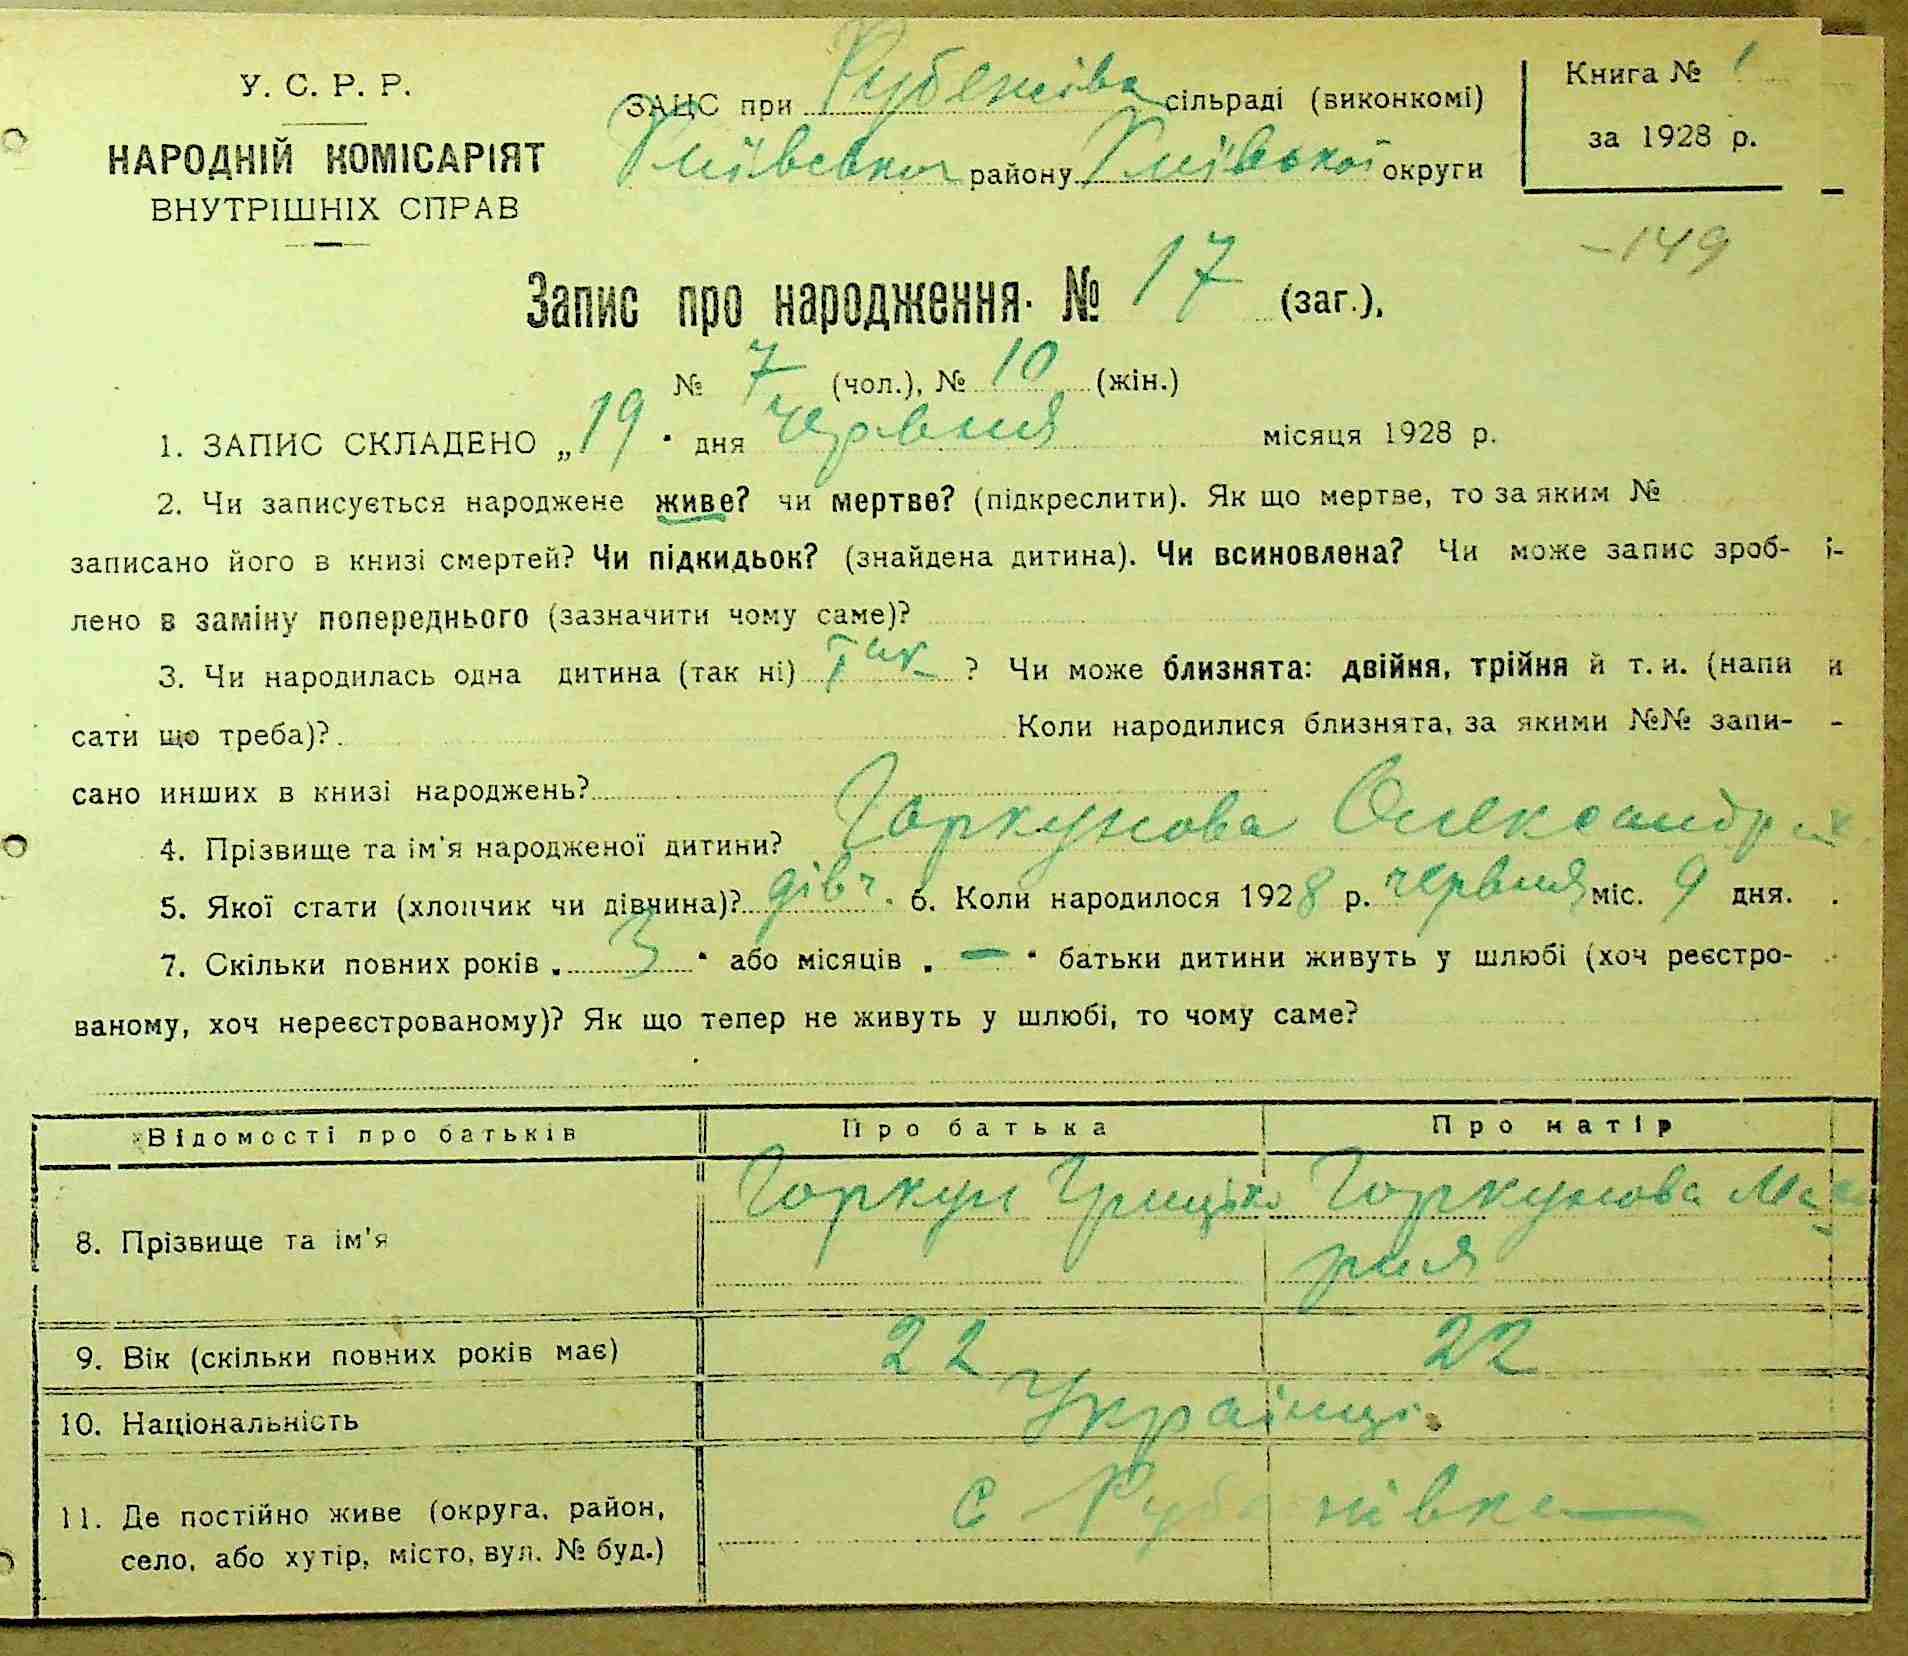 У. С. Р. Р.
НАРОДНІЙ КОМІСАРІЯТ
ВНУТРІШНІХ СПРАВ
ЗАЦС при Рубежівс сільраді (виконкомі)
Київського району Київської округи
Книга № 1
за 1928 р.
-149
Запис про народження № 17 (заг.),
№ 7 (чол.), № 10 (жін.)
1. ЗАПИС СКЛАДЕНО „19" дня червня місяця 1928 р.
2. Чи записується народжене живе? чи мертве? (підкреслити). Як що мертве, то за яким №
записано його в книзі смертей? Чи підкидьок? (знайдена дитина). Чи всиновлена? Чи може запис зроб-
лено в заміну попереднього (зазначити чому саме)?
3. Чи народилась одна дитина (так ні) Так ? Чи може близнята: двійня, трійня й т. и. (напи
сати що треба)? Коли народилися близнята, за якими №№ запи-
сано инших в книзі народжень?
4. Прізвище та ім'я народженої дитини? Горкунова Олександра
5. Якої стати (хлопчик чи дівчина)? дівч. 6. Коли народилося 1928 р. червня міс. 9 дня.
7. Скільки повних років „3" або місяців „—" батьки дитини живуть у шлюбі (хоч реєстро-
ваному, хоч нереєстрованому)? Як що тепер не живуть у шлюбі, то чому саме?
Відомості про батьків Про батька Про матір
8. Прізвище та ім'я Горкун Грицько Горкунова Ма-
рия
9. Вік (скільки повних років має) 22 22
10. Національність Українці
11. Де постійно живе (округа, район,
село, або хутір, місто, вул. № буд.) с